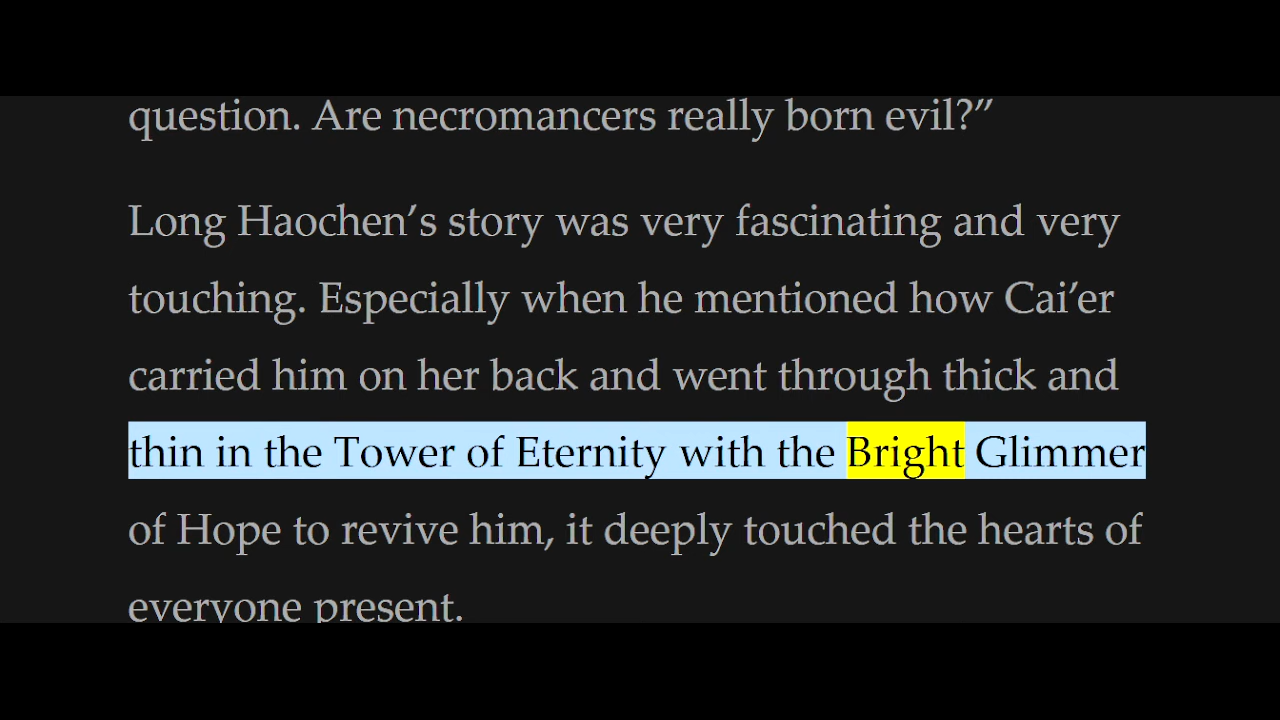 question. Are necromancers really born evil?”
Long Haochen’s story was very fascinating and very
touching. Especially when he mentioned how Cai’er
carried him on her back and went through thick and
thin in the Tower of Eternity with the Bright Glimmer
of Hope to revive him, it deeply touched the hearts of
everyone present.